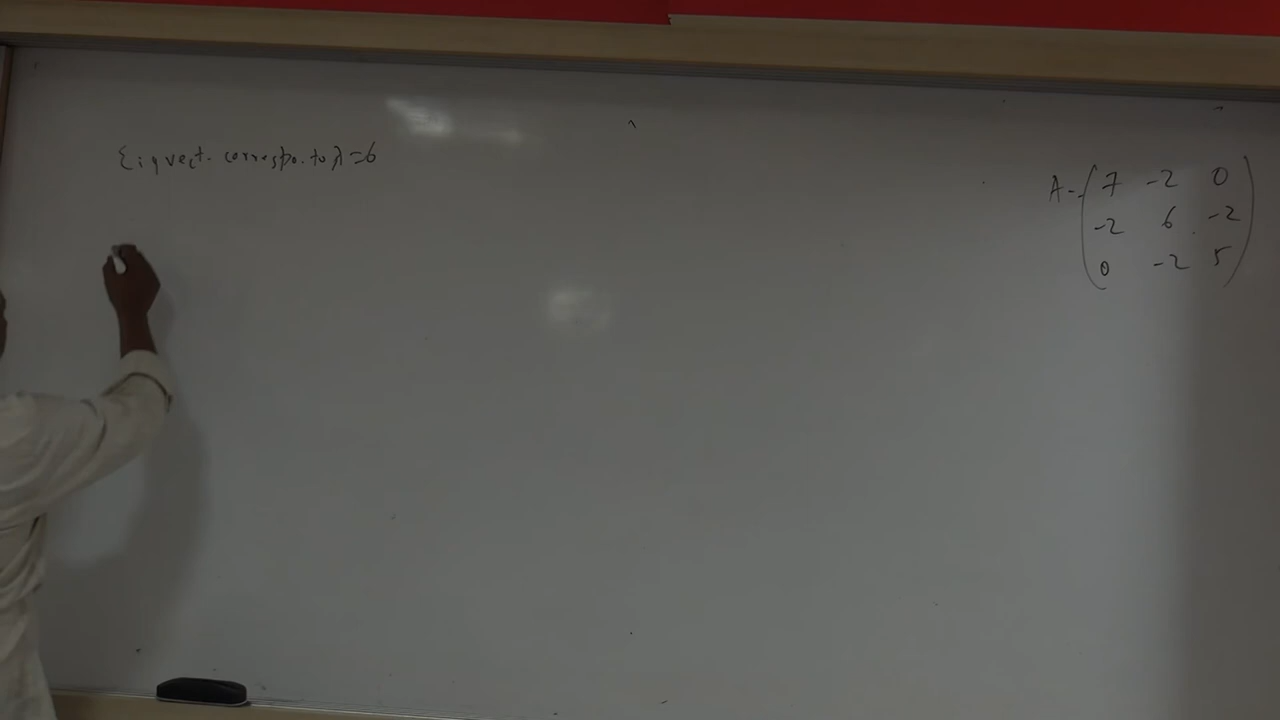 Eigvect. correspo. to λ=6
A = (7 -2 0
-2 6 -2
0 -2 5)